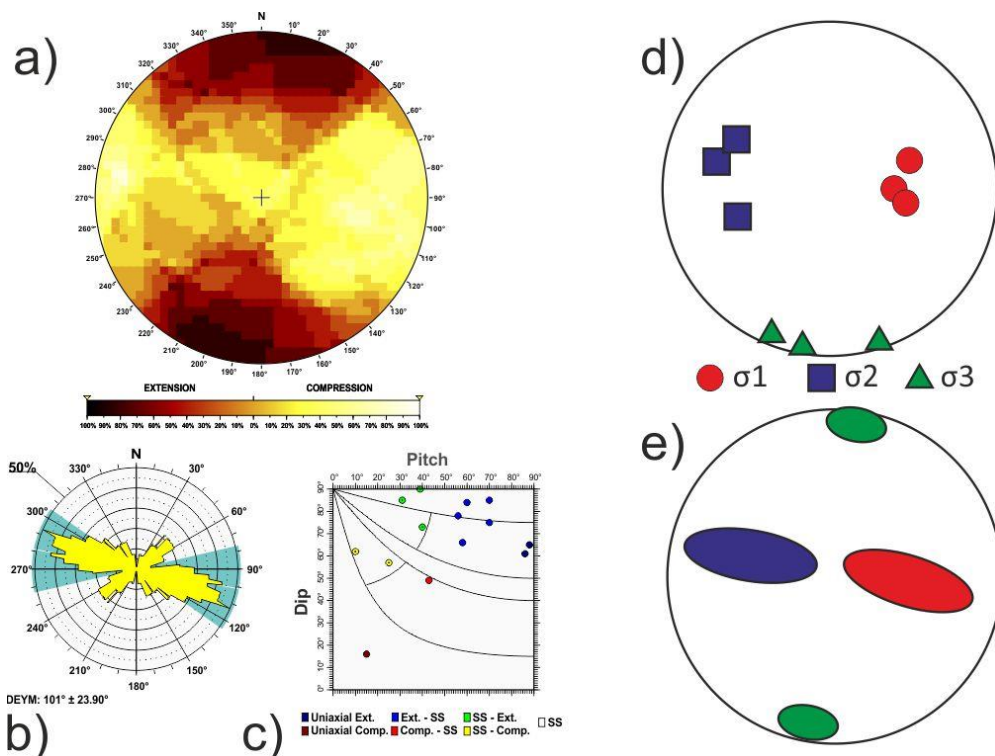 a)
N
350° 10°
340° 20°
330° 30°
320° 40°
310° 50°
300° 60°
290° 70°
280° 80°
270° 90°
260° 100°
250° 110°
240° 120°
230° 130°
220° 140°
210° 150°
200° 160°
190° 180° 170°
EXTENSION COMPRESSION
100% 90% 80% 70% 60% 50% 40% 30% 20% 10% 0% 10% 20% 30% 40% 50% 60% 70% 80% 90% 100%
b)
50%
N
330° 30°
300° 60°
270° 90°
240° 120°
210° 150°
180°
DEYM: 101° ± 23.90°
c)
Pitch
0° 10° 20° 30° 40° 50° 60° 70° 80° 90°
Dip
90°
80°
70°
60°
50°
40°
30°
20°
10°
0°
Uniaxial Ext. Ext. - SS SS - Ext. SS
Uniaxial Comp. Comp. - SS SS - Comp.
d)
σ1 σ2 σ3
e)